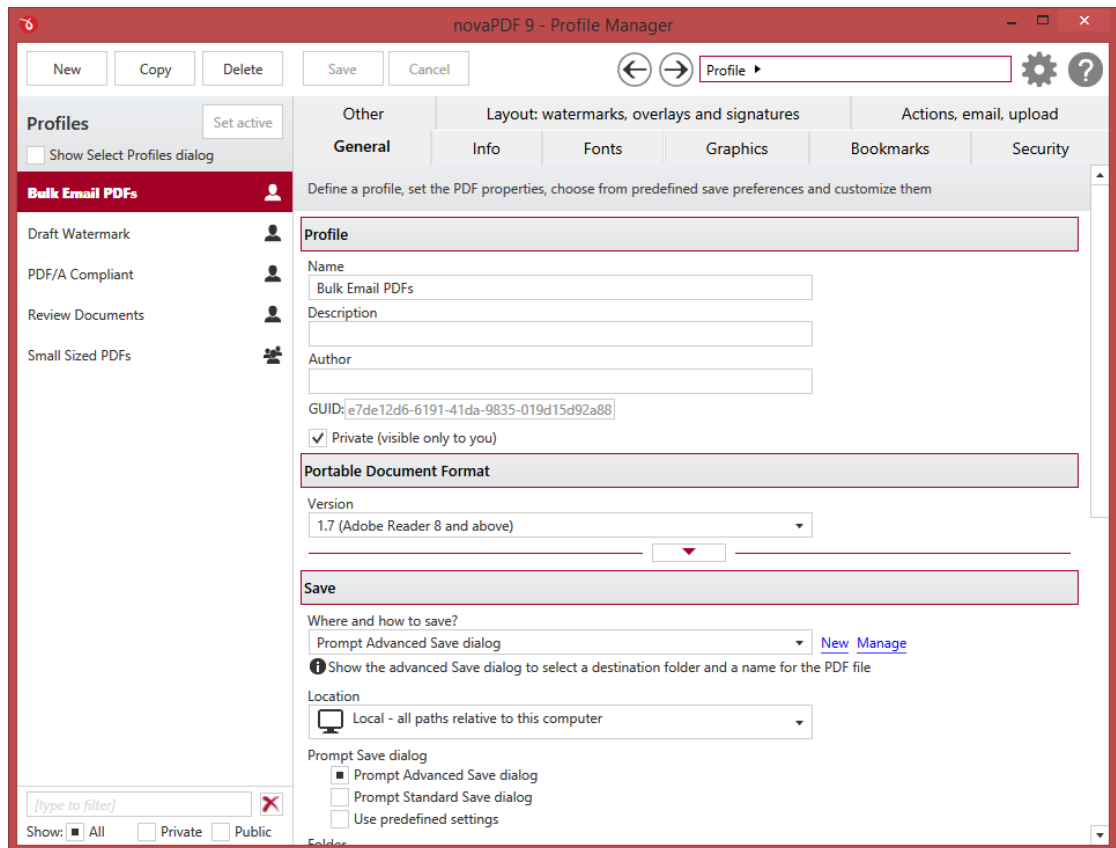 novaPDF 9 - Profile Manager
New Copy Delete Save Cancel Profile
Profiles Set active
Show Select Profiles dialog
Bulk Email PDFs
Draft Watermark
PDF/A Compliant
Review Documents
Small Sized PDFs
[type to filter]
Show: All Private Public
Other Layout: watermarks, overlays and signatures Actions, email, upload
General Info Fonts Graphics Bookmarks Security
Define a profile, set the PDF properties, choose from predefined save preferences and customize them
Profile
Name
Bulk Email PDFs
Description
Author
GUID: e7de12d6-6191-41da-9835-019d15d92a88
Private (visible only to you)
Portable Document Format
Version
1.7 (Adobe Reader 8 and above)
Save
Where and how to save?
Prompt Advanced Save dialog New Manage
Show the advanced Save dialog to select a destination folder and a name for the PDF file
Location
Local - all paths relative to this computer
Prompt Save dialog
Prompt Advanced Save dialog
Prompt Standard Save dialog
Use predefined settings
Folder